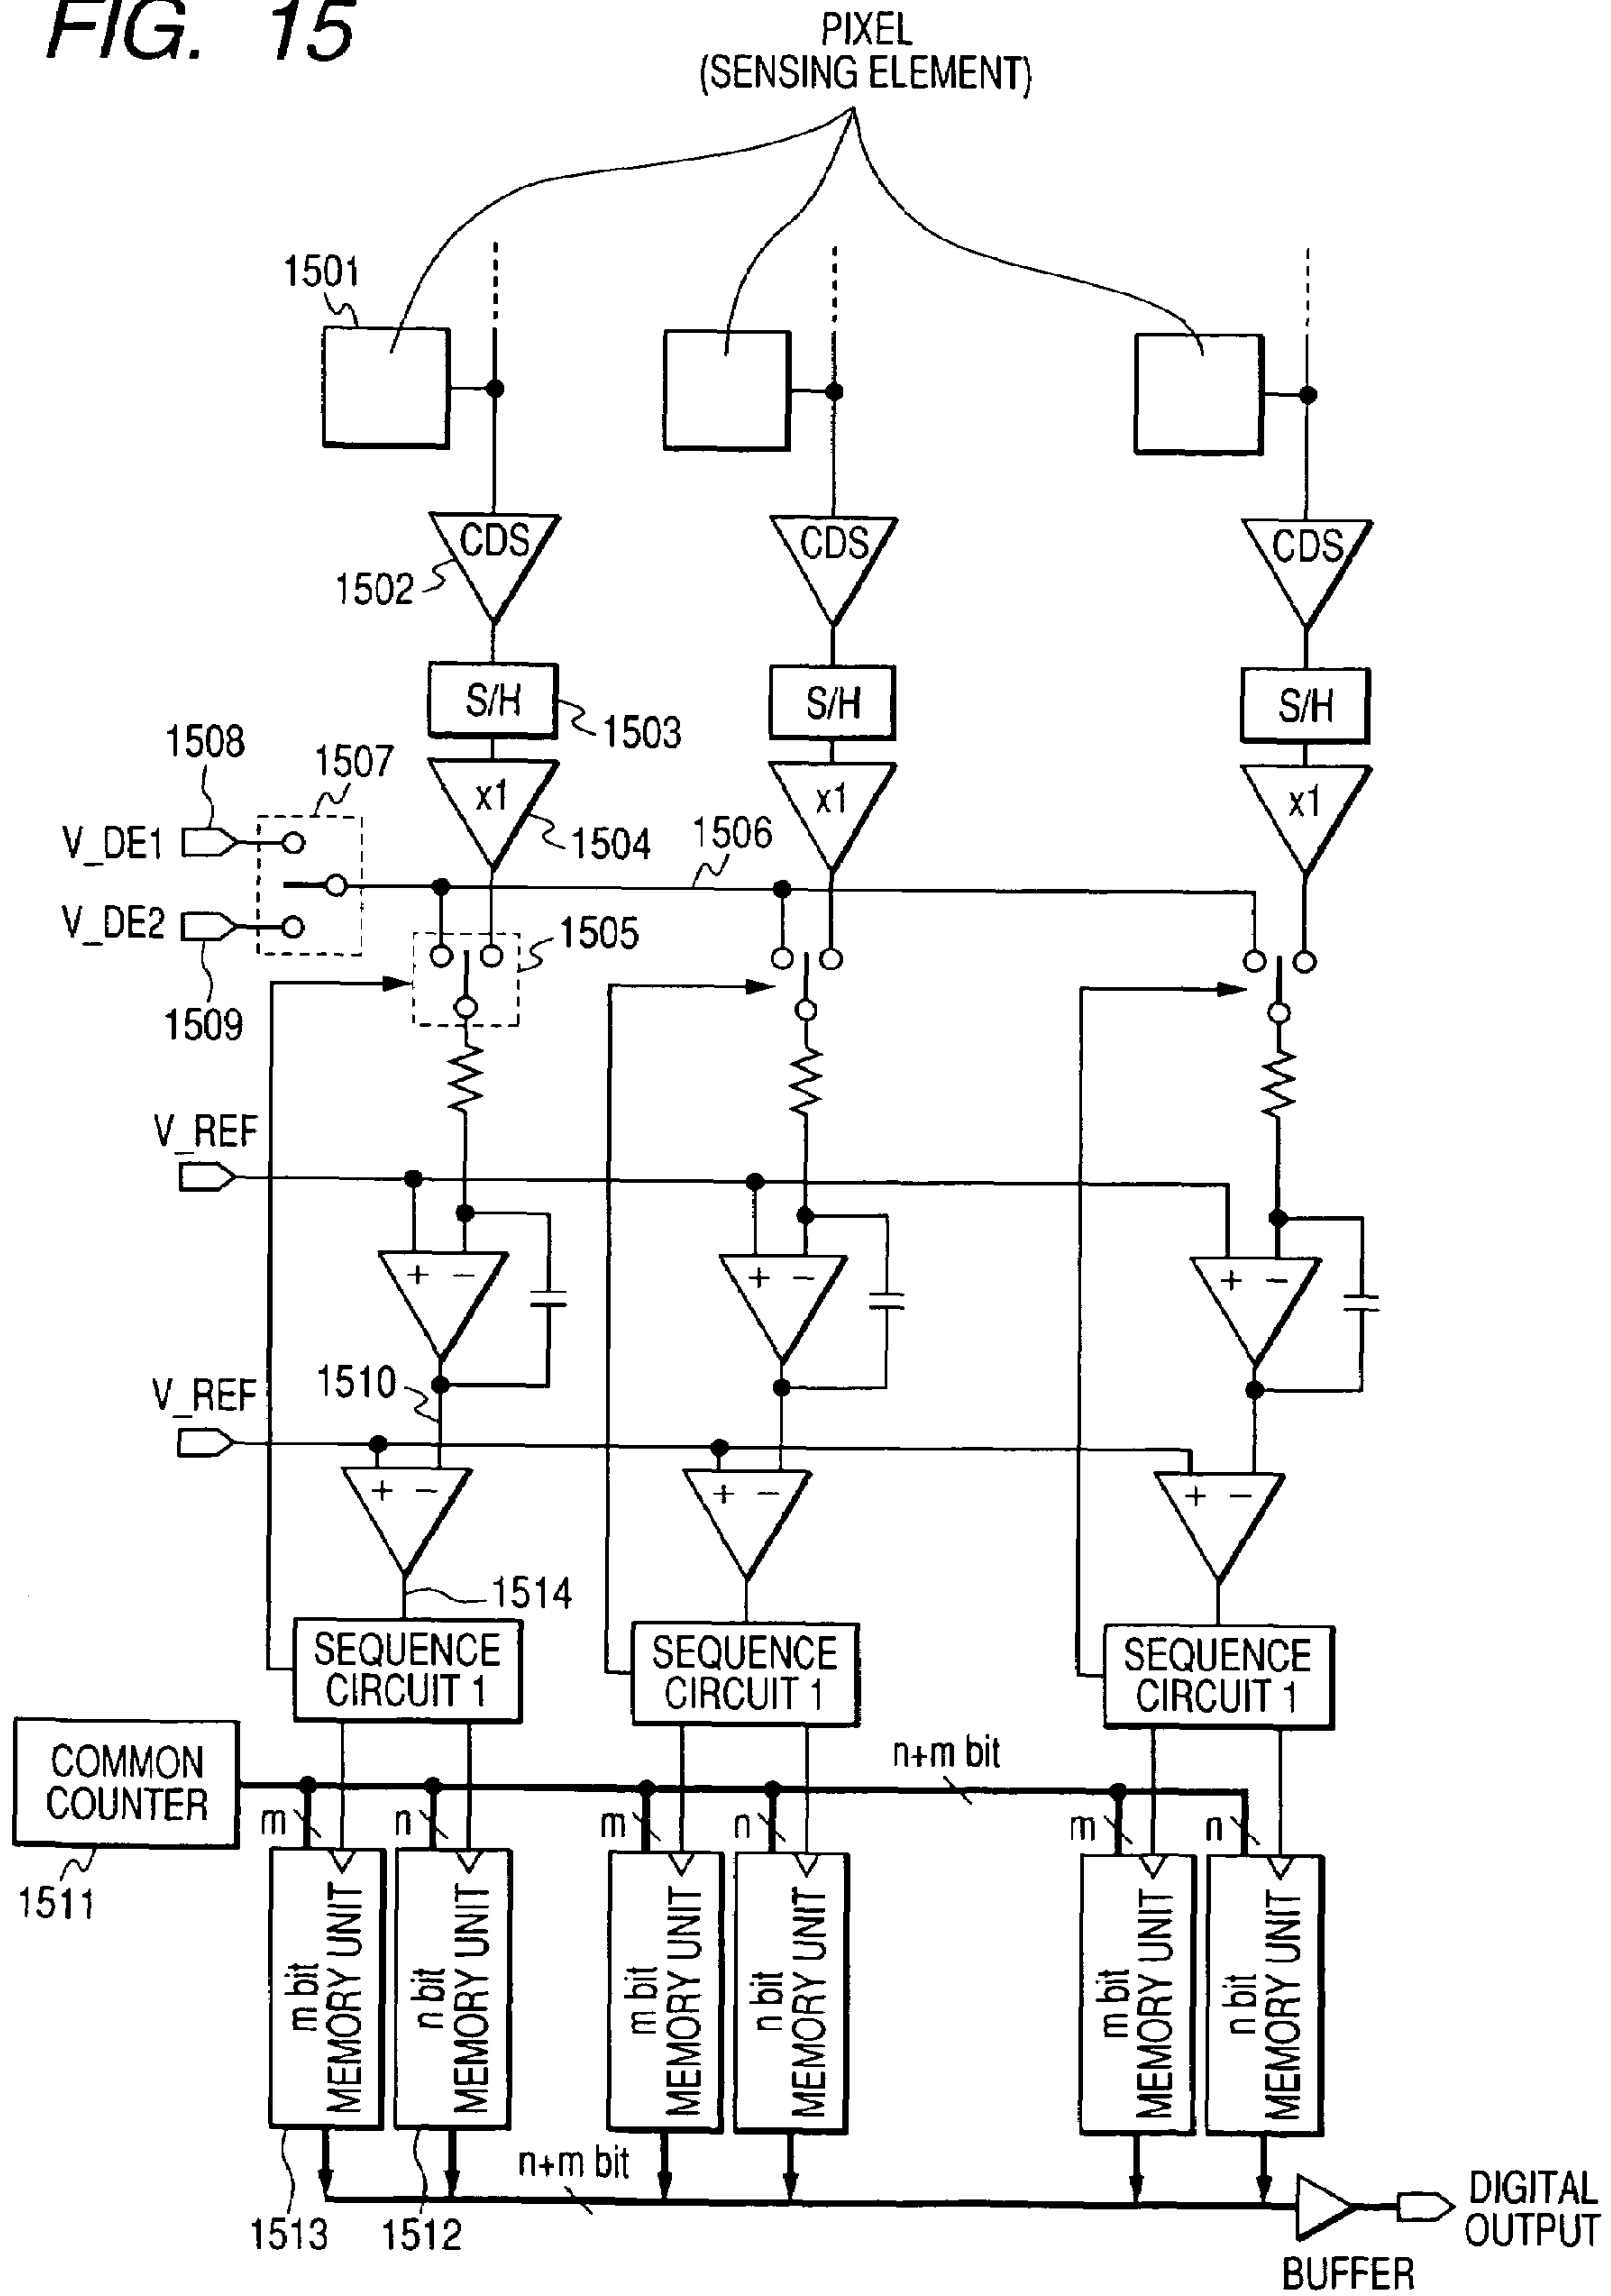 FIG. 15
PIXEL
(SENSING ELEMENT)
1501
CDS
CDS
CDS
1502
S/H
S/H
S/H
1503
1508
1507
x1
x1
x1
V_DE1
1504
1506
V_DE2
1505
1509
V_REF
+ −
+ −
+ −
1510
V_REF
+ −
+ −
+ −
1514
SEQUENCE
CIRCUIT 1
SEQUENCE
CIRCUIT 1
SEQUENCE
CIRCUIT 1
COMMON
COUNTER
n+m bit
m
n
m
n
m
n
1511
m bit
MEMORY UNIT
n bit
MEMORY UNIT
m bit
MEMORY UNIT
n bit
MEMORY UNIT
m bit
MEMORY UNIT
n bit
MEMORY UNIT
n+m bit
1513
1512
DIGITAL
OUTPUT
BUFFER